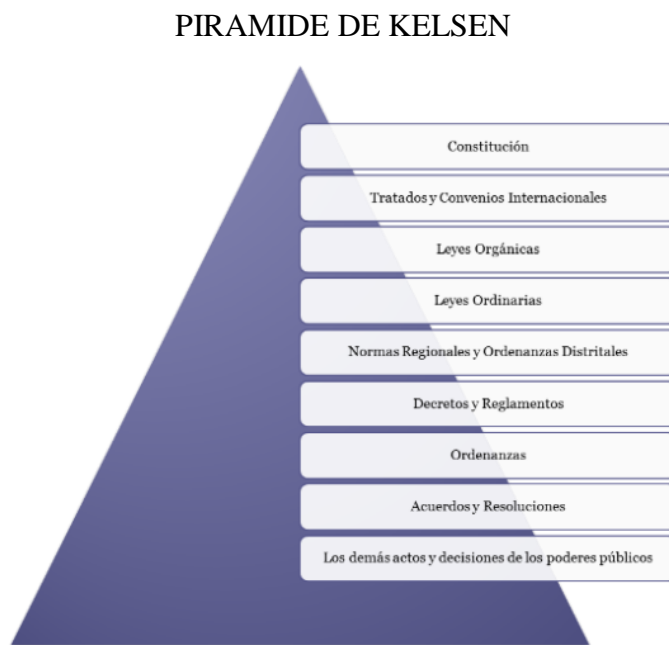 PIRAMIDE DE KELSEN
Constitución
Tratados y Convenios Internacionales
Leyes Orgánicas
Leyes Ordinarias
Normas Regionales y Ordenanzas Distritales
Decretos y Reglamentos
Ordenanzas
Acuerdos y Resoluciones
Los demás actos y decisiones de los poderes públicos